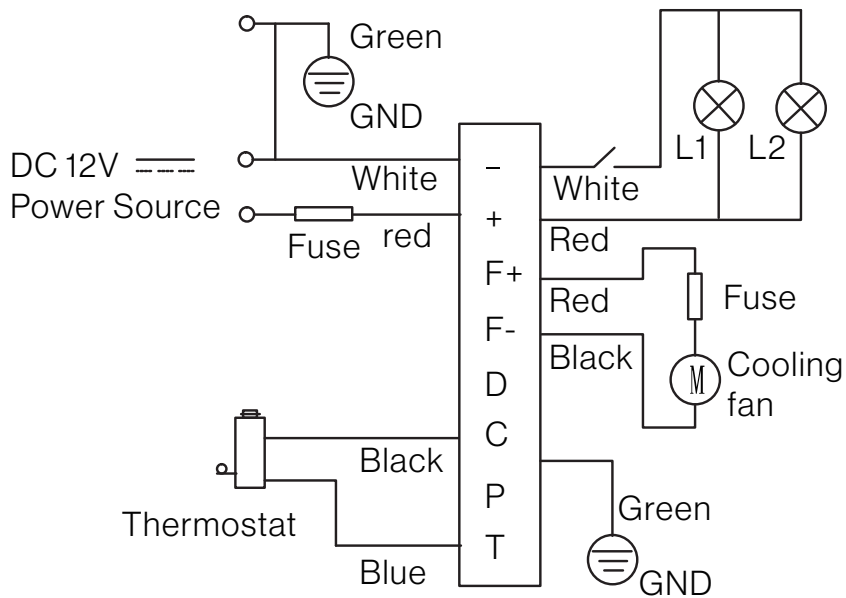 Green
GND
DC 12V
Power Source
White
Fuse
red
–
+
F+
F-
D
C
P
T
White
L1
L2
Red
Red
Fuse
Black
M
Cooling
fan
Black
Thermostat
Blue
Green
GND